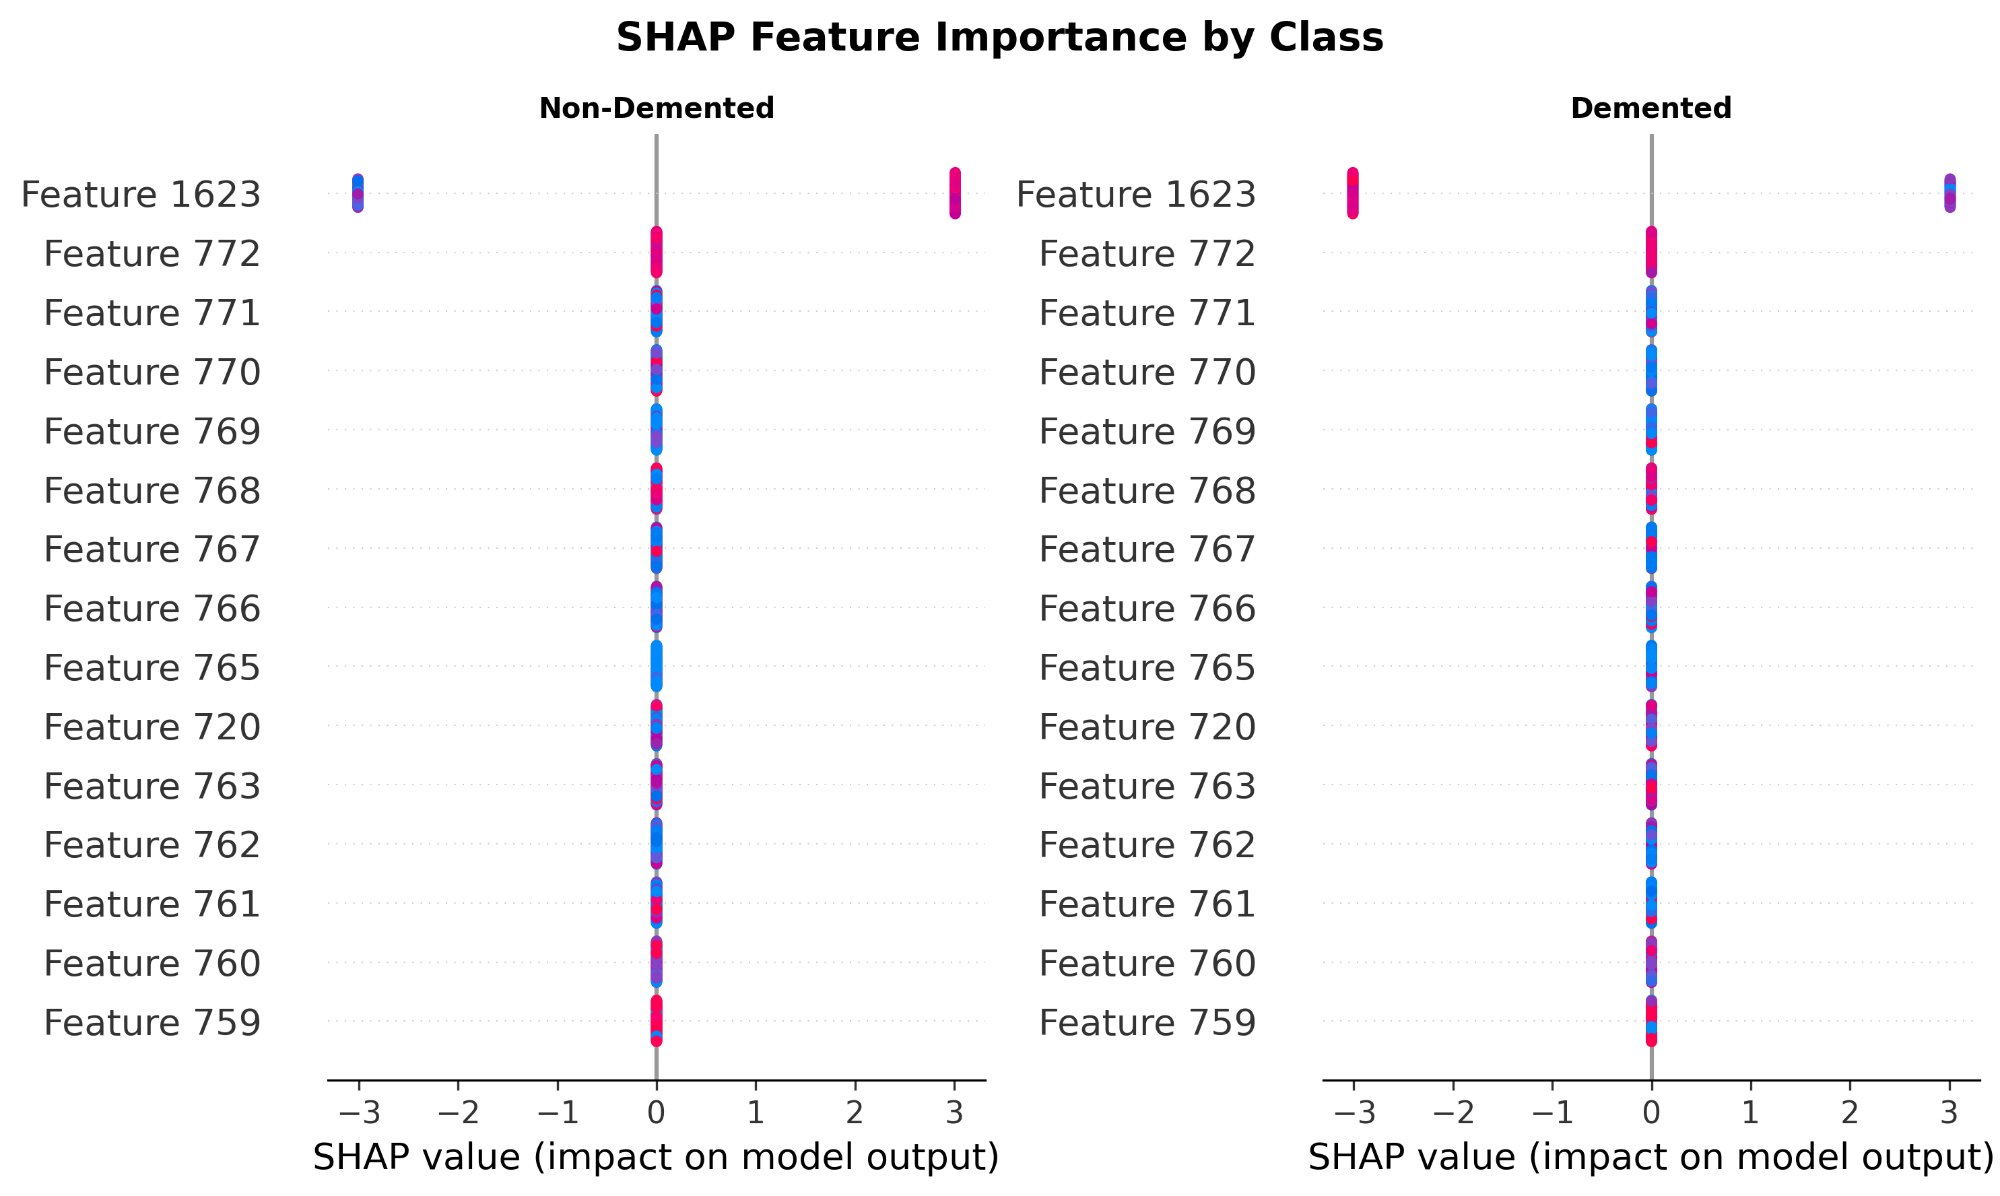 SHAP Feature Importance by Class
Non-Demented
Feature 1623
Feature 772
Feature 771
Feature 770
Feature 769
Feature 768
Feature 767
Feature 766
Feature 765
Feature 720
Feature 763
Feature 762
Feature 761
Feature 760
Feature 759
−3 −2 −1 0 1 2 3
SHAP value (impact on model output)
Demented
Feature 1623
Feature 772
Feature 771
Feature 770
Feature 769
Feature 768
Feature 767
Feature 766
Feature 765
Feature 720
Feature 763
Feature 762
Feature 761
Feature 760
Feature 759
−3 −2 −1 0 1 2 3
SHAP value (impact on model output)